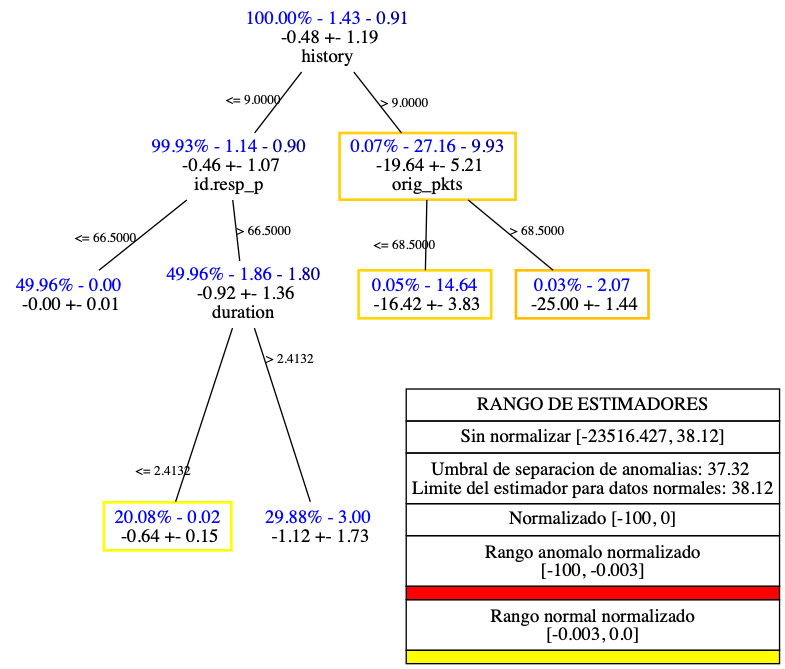 100.00% - 1.43 - 0.91
-0.48 +- 1.19
history
<= 9.0000
> 9.0000
99.93% - 1.14 - 0.90
-0.46 +- 1.07
id.resp_p
0.07% - 27.16 - 9.93
-19.64 +- 5.21
orig_pkts
<= 66.5000
> 66.5000
<= 68.5000
> 68.5000
49.96% - 0.00
-0.00 +- 0.01
49.96% - 1.86 - 1.80
-0.92 +- 1.36
duration
0.05% - 14.64
-16.42 +- 3.83
0.03% - 2.07
-25.00 +- 1.44
> 2.4132
<= 2.4132
20.08% - 0.02
-0.64 +- 0.15
29.88% - 3.00
-1.12 +- 1.73
RANGO DE ESTIMADORES
Sin normalizar [-23516.427, 38.12]
Umbral de separacion de anomalias: 37.32
Limite del estimador para datos normales: 38.12
Normalizado [-100, 0]
Rango anomalo normalizado
[-100, -0.003]
Rango normal normalizado
[-0.003, 0.0]